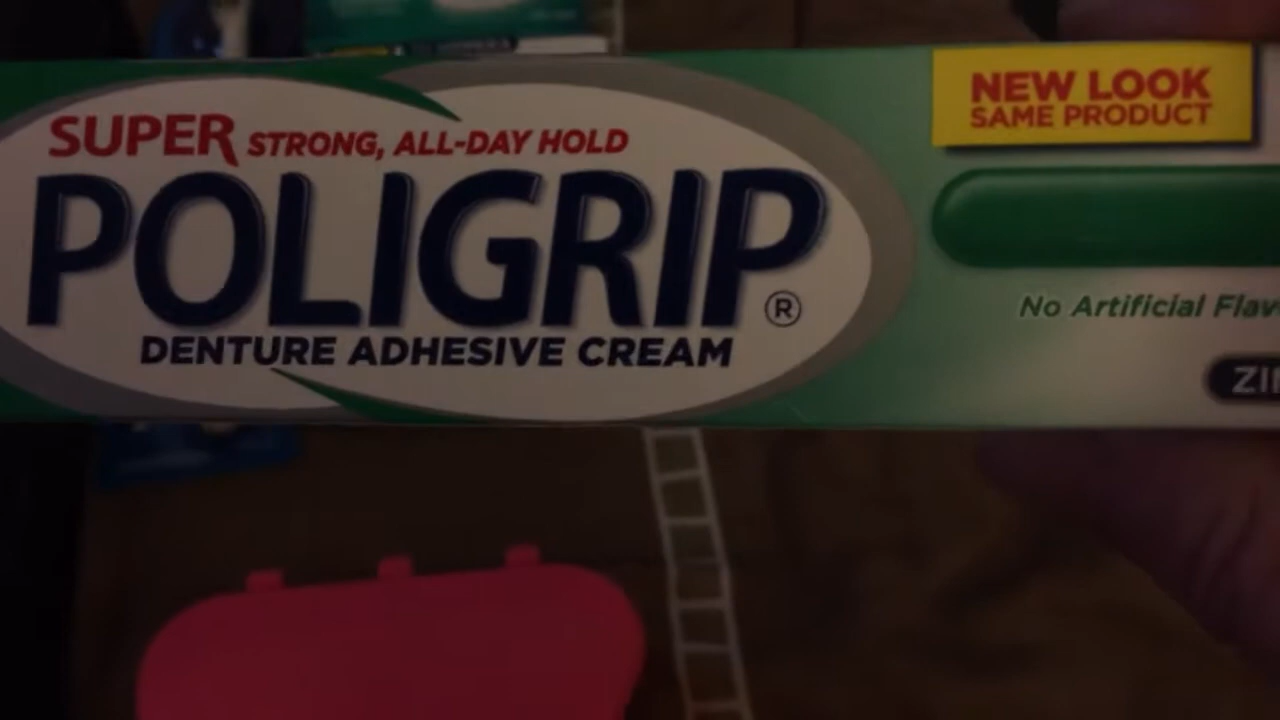 SUPER STRONG, ALL-DAY HOLD
POLIGRIP®
DENTURE ADHESIVE CREAM
NEW LOOK
SAME PRODUCT
No Artificial